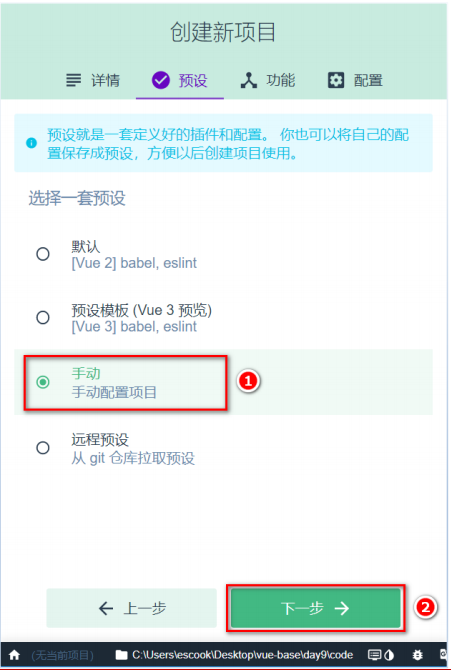 创建新项目
详情 预设 功能 配置
预设就是一套定义好的插件和配置。 你也可以将自己的配
置保存成预设，方便以后创建项目使用。
选择一套预设
默认
[Vue 2] babel, eslint
预设模板 (Vue 3 预览)
[Vue 3] babel, eslint
手动
手动配置项目
1
远程预设
从 git 仓库拉取预设
← 上一步 下一步 →
2
(无当前项目) C:\Users\escook\Desktop\vue-base\day9\code